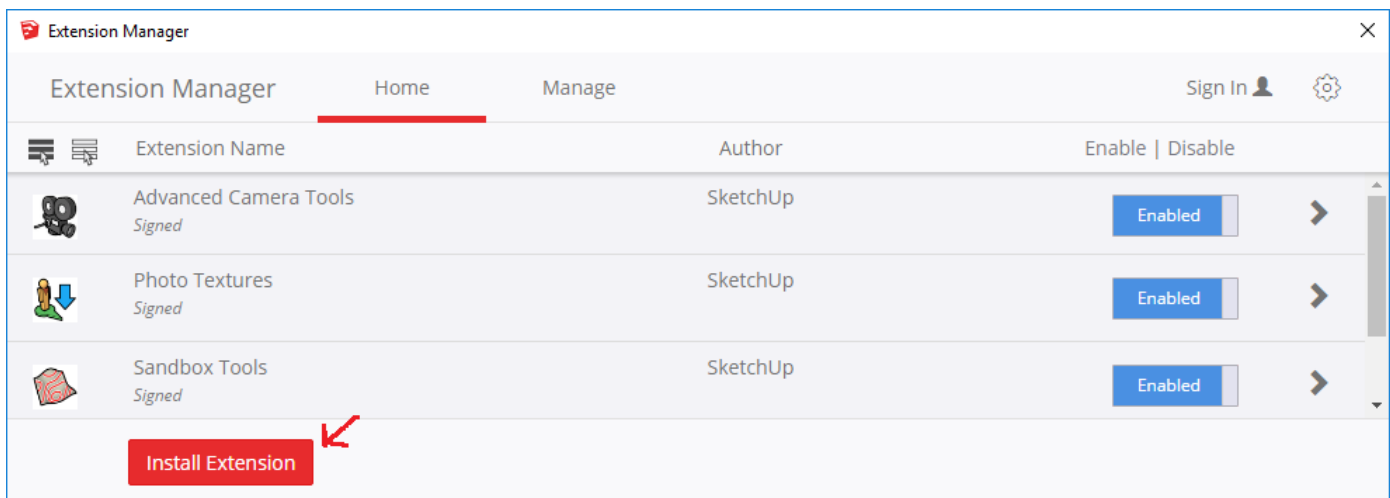 Extension Manager
Extension Manager Home Manage Sign In
Extension Name Author Enable | Disable
Advanced Camera Tools SketchUp Enabled
Signed
Photo Textures SketchUp Enabled
Signed
Sandbox Tools SketchUp Enabled
Signed
Install Extension